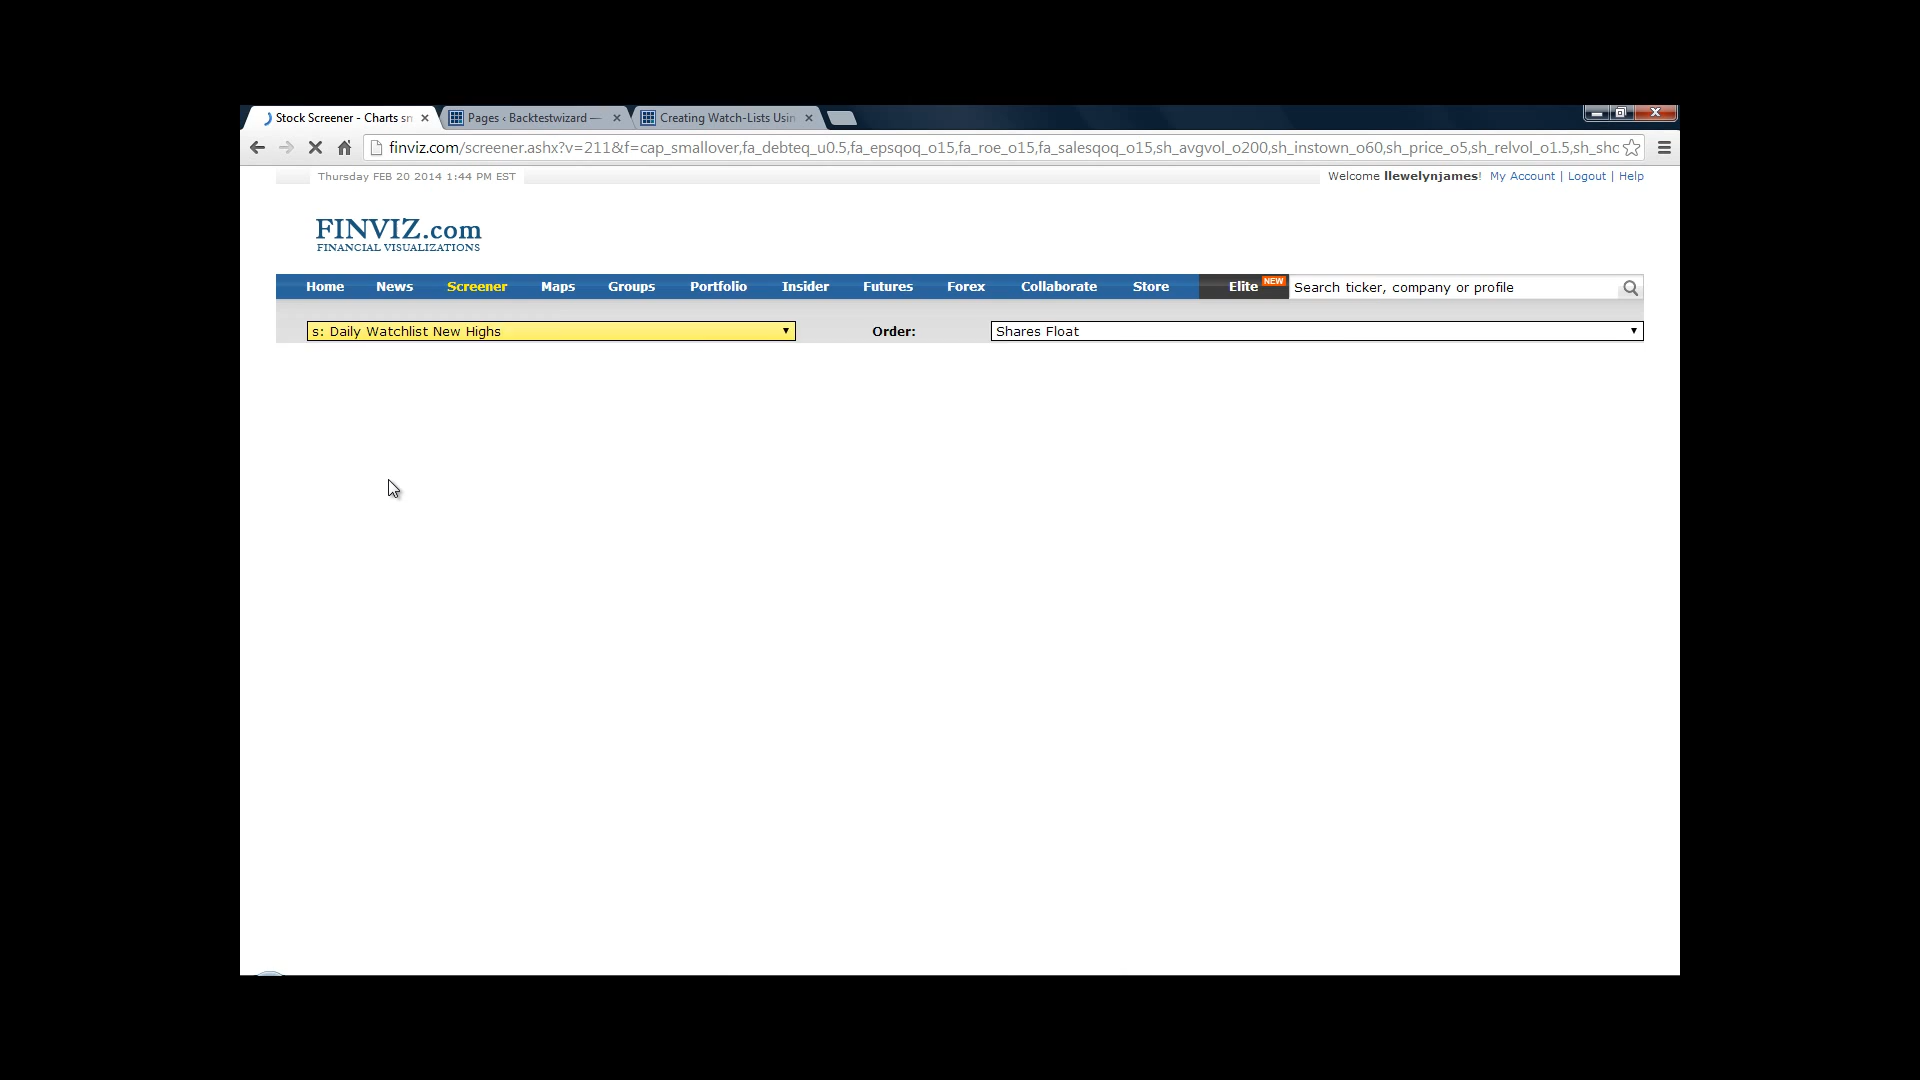 Stock Screener - Charts sn
Pages ‹ Backtestwizard —
Creating Watch-Lists Usin
finviz.com/screener.ashx?v=211&f=cap_smallover,fa_debteq_u0.5,fa_epsqoq_o15,fa_roe_o15,fa_salesqoq_o15,sh_avgvol_o200,sh_instown_o60,sh_price_o5,sh_relvol_o1.5,sh_sho
Thursday FEB 20 2014 1:44 PM EST
Welcome llewelynjames! My Account | Logout | Help
FINVIZ.com
FINANCIAL VISUALIZATIONS
Home News Screener Maps Groups Portfolio Insider Futures Forex Collaborate Store Elite NEW Search ticker, company or profile
s: Daily Watchlist New Highs Order: Shares Float